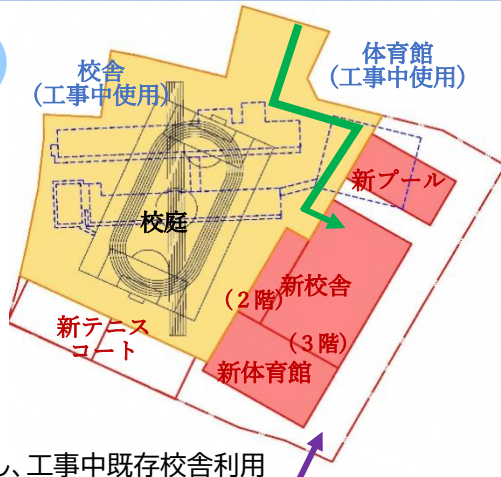 校舎
(工事中使用)
体育館
(工事中使用)
新プール
校庭
(2階)
新校舎
(3階)
新テニス
コート
新体育館
し、工事中既存校舎利用